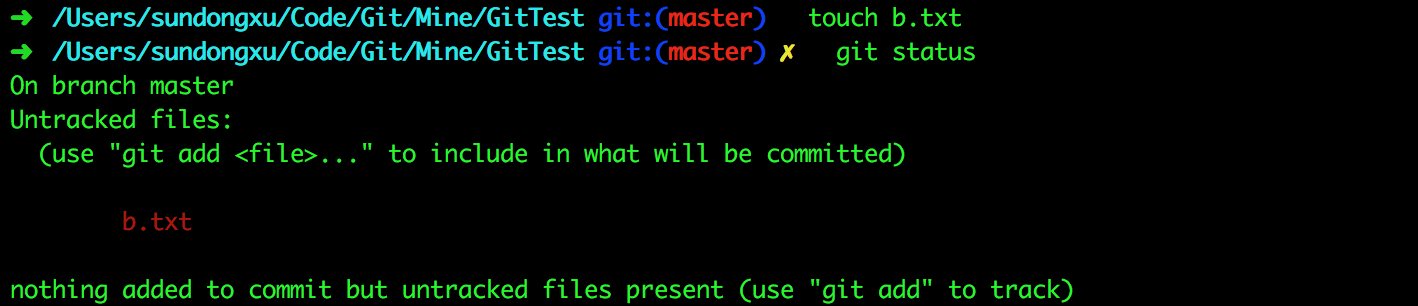 ➜ /Users/sundongxu/Code/Git/Mine/GitTest git:(master) touch b.txt
➜ /Users/sundongxu/Code/Git/Mine/GitTest git:(master) ✗ git status
On branch master
Untracked files:
  (use "git add <file>..." to include in what will be committed)

        b.txt

nothing added to commit but untracked files present (use "git add" to track)